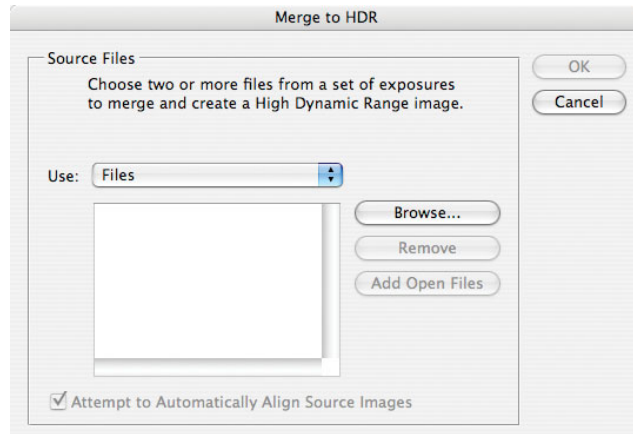 Merge to HDR
Source Files
Choose two or more files from a set of exposures
to merge and create a High Dynamic Range image.
OK
Cancel
Use: Files
Browse...
Remove
Add Open Files
Attempt to Automatically Align Source Images